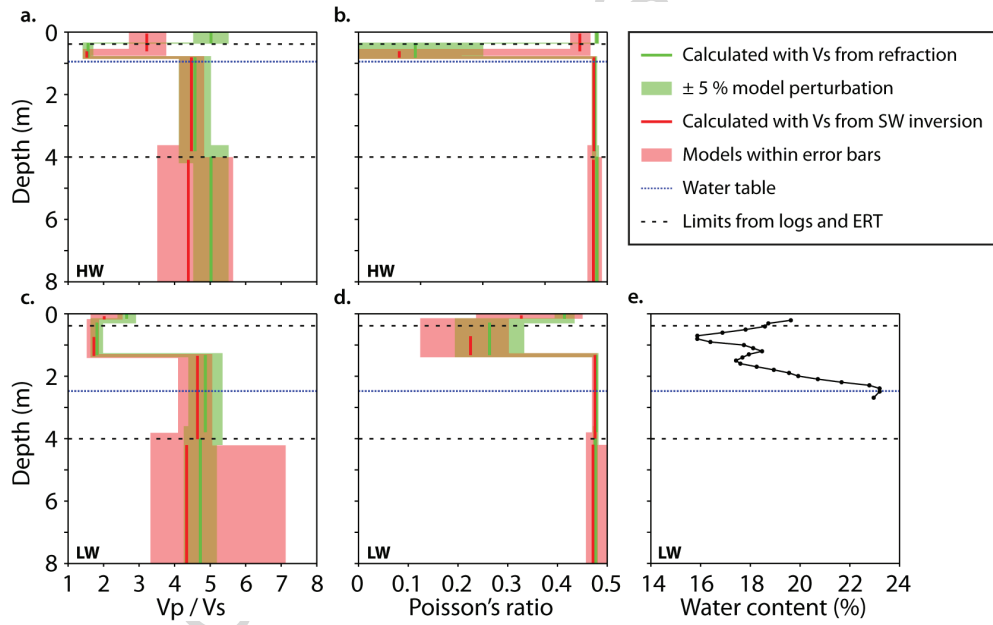 a.
b.
0
2
4
6
8
Depth (m)
HW
HW
Calculated with Vs from refraction
± 5 % model perturbation
Calculated with Vs from SW inversion
Models within error bars
Water table
Limits from logs and ERT
c.
d.
e.
0
2
4
6
8
Depth (m)
LW
LW
LW
1 2 3 4 5 6 7 8
0 0.1 0.2 0.3 0.4 0.5
14 16 18 20 22 24
Vp / Vs
Poisson's ratio
Water content (%)